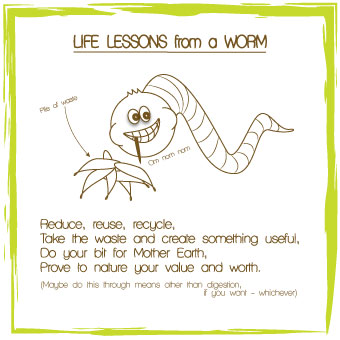 LIFE LESSONS from a WORM
Pile of waste
Om nom nom
Reduce, reuse, recycle,
Take the waste and create something useful,
Do your bit for Mother Earth,
Prove to nature your value and worth.
(Maybe do this through means other than digestion,
if you want - whichever)